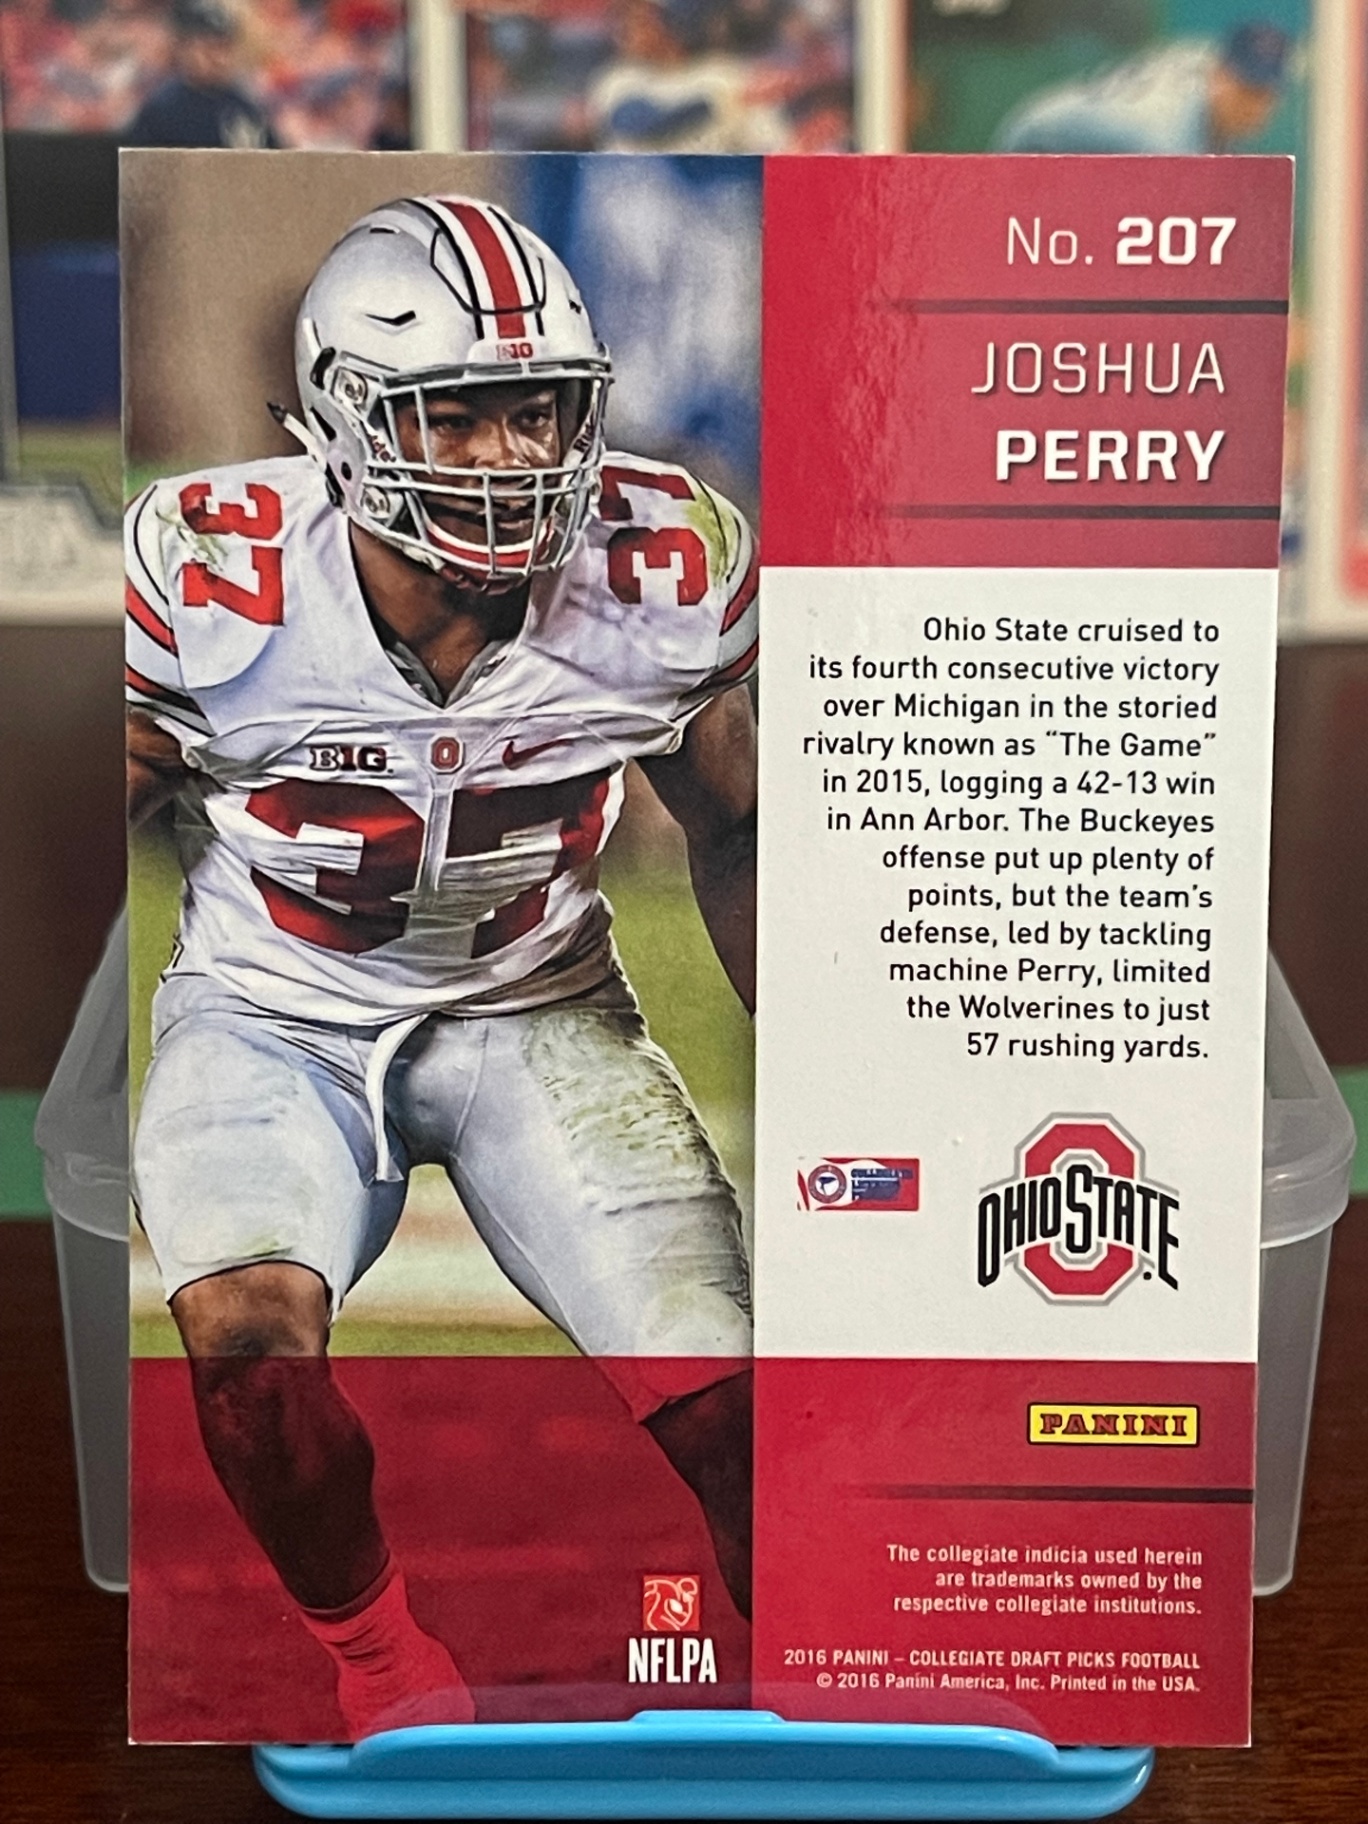 No. 207
JOSHUA
PERRY
Ohio State cruised to
its fourth consecutive victory
over Michigan in the storied
rivalry known as “The Game”
in 2015, logging a 42-13 win
in Ann Arbor. The Buckeyes
offense put up plenty of
points, but the team’s
defense, led by tackling
machine Perry, limited
the Wolverines to just
57 rushing yards.
OHIO STATE
PANINI
The collegiate indicia used herein
are trademarks owned by the
respective collegiate institutions.
2016 PANINI – COLLEGIATE DRAFT PICKS FOOTBALL
© 2016 Panini America, Inc. Printed in the USA.
NFLPA
37
37
B1G
37